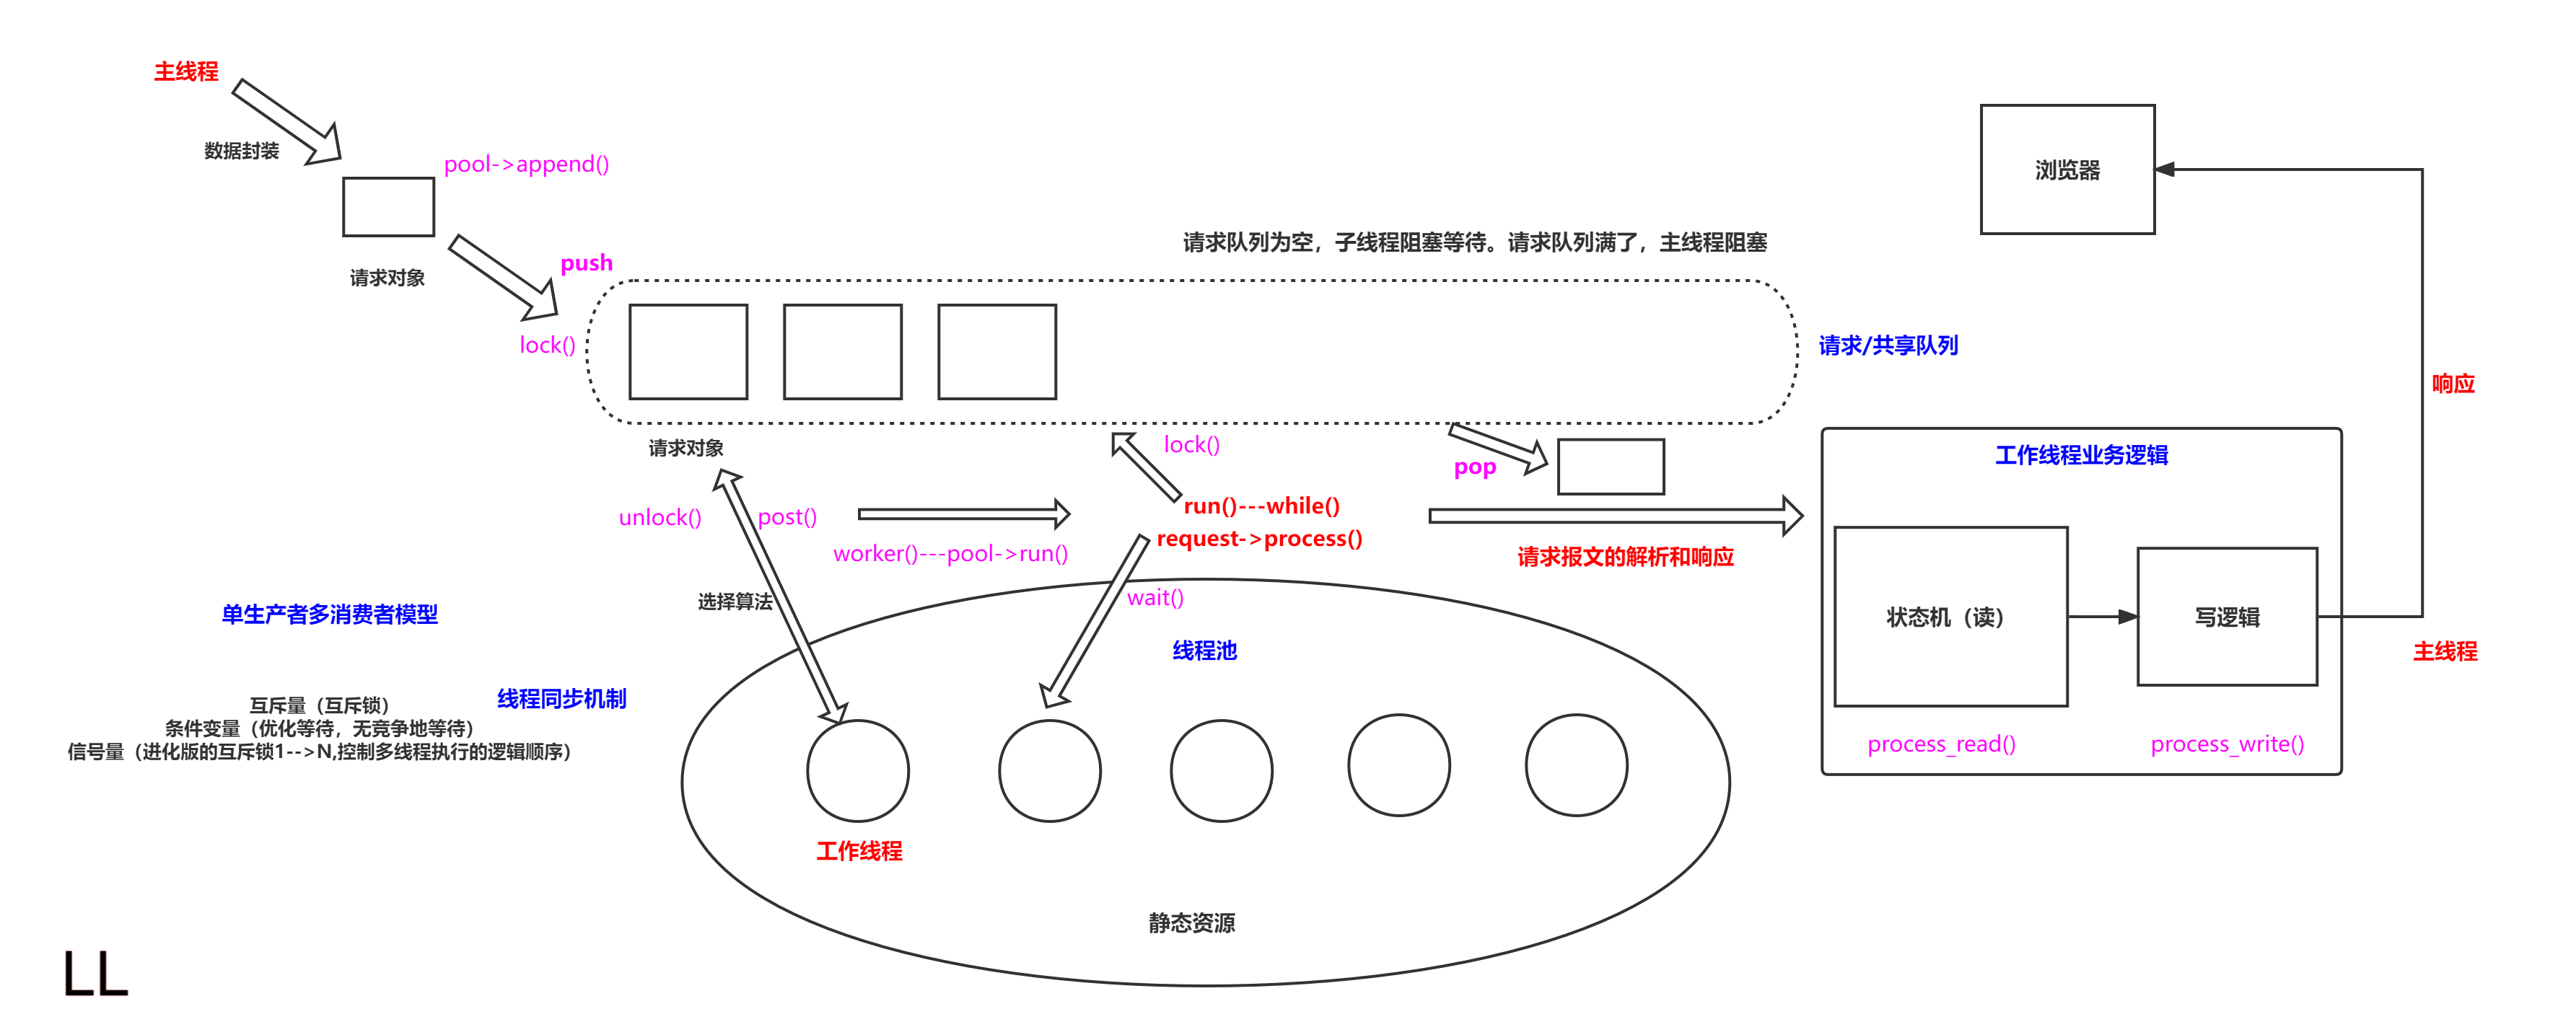 主线程
数据封装
pool->append()
请求对象
push
lock()
请求队列为空，子线程阻塞等待。请求队列满了，主线程阻塞
请求/共享队列
浏览器
响应
请求对象
lock()
pop
unlock()
post()
worker()---pool->run()
run()---while()
request->process()
请求报文的解析和响应
选择算法
wait()
工作线程业务逻辑
状态机（读）
写逻辑
process_read()
process_write()
主线程
单生产者多消费者模型
线程同步机制
互斥量（互斥锁）
条件变量（优化等待，无竞争地等待）
信号量（进化版的互斥锁1-->N,控制多线程执行的逻辑顺序）
线程池
工作线程
静态资源
LL